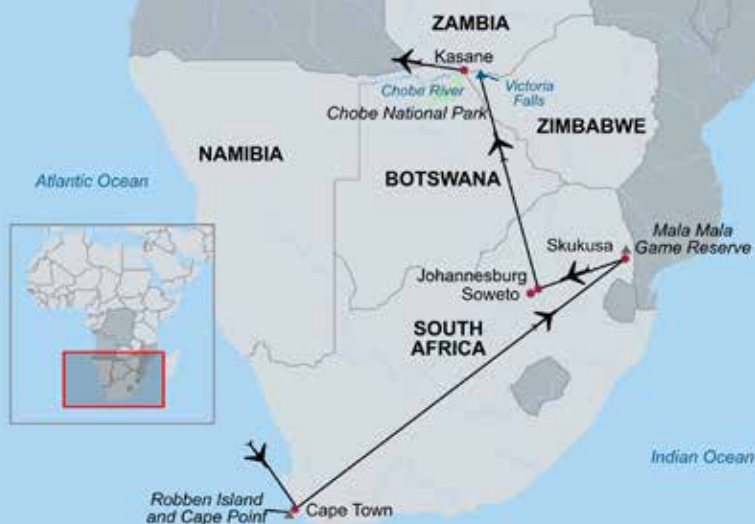 ZAMBIA
Kasane
Chobe River
Victoria
Falls
Chobe National Park
ZIMBABWE
NAMIBIA
BOTSWANA
Atlantic Ocean
Mala Mala
Game Reserve
Skukusa
Johannesburg
Soweto
SOUTH
AFRICA
Indian Ocean
Robben Island
and Cape Point
Cape Town